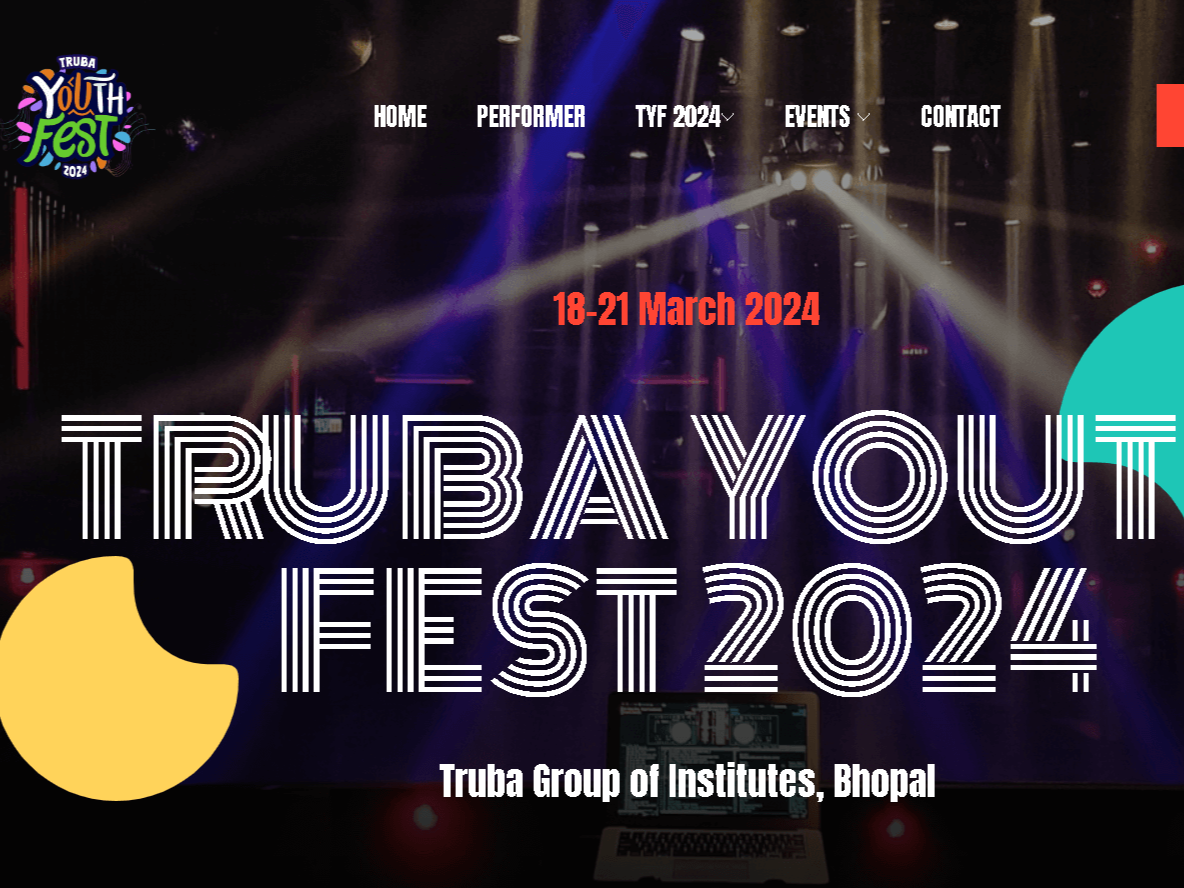 TRUBA
YOUTH
FEST
2024
HOME PERFORMER TYF 2024 EVENTS CONTACT
18-21 March 2024
TRUBA YOUT
FEST 2024
Truba Group of Institutes, Bhopal